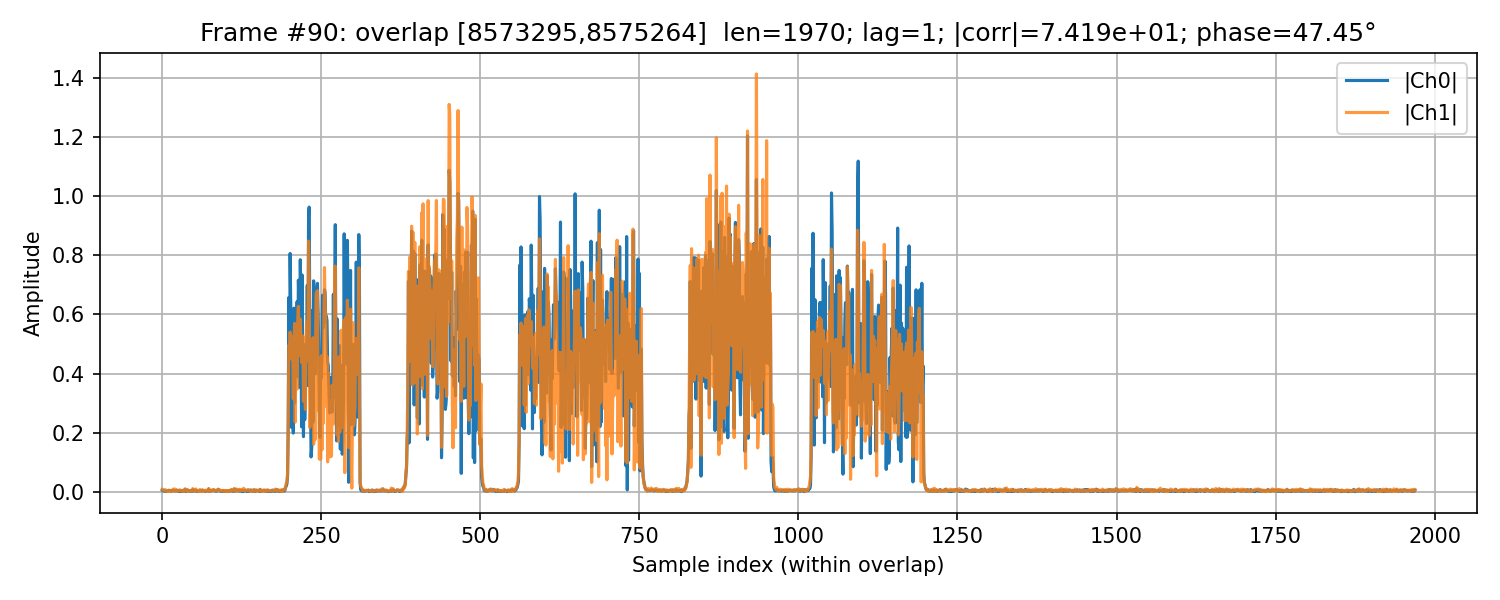 Frame #90: overlap [8573295,8575264]  len=1970; lag=1; |corr|=7.419e+01; phase=47.45°
|Ch0|
|Ch1|
Amplitude
1.4
1.2
1.0
0.8
0.6
0.4
0.2
0.0
0 250 500 750 1000 1250 1500 1750 2000
Sample index (within overlap)